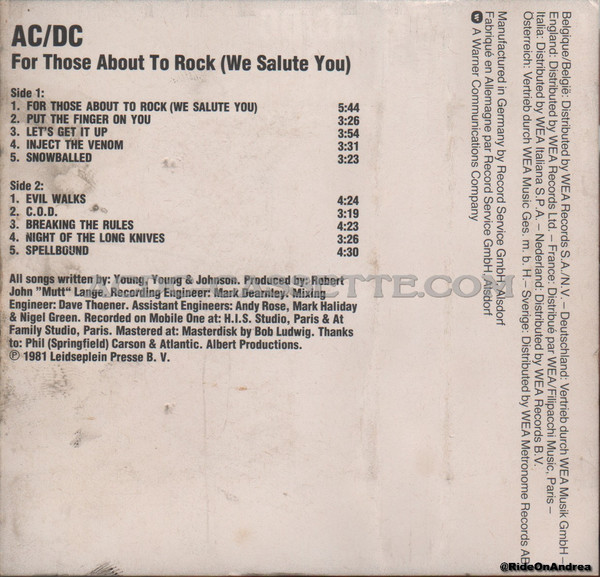 AC/DC
For Those About To Rock (We Salute You)
Side 1:
1. FOR THOSE ABOUT TO ROCK (WE SALUTE YOU) 5:44
2. PUT THE FINGER ON YOU 3:26
3. LET'S GET IT UP 3:54
4. INJECT THE VENOM 3:31
5. SNOWBALLED 3:23
Side 2:
1. EVIL WALKS 4:24
2. C.O.D. 3:19
3. BREAKING THE RULES 4:23
4. NIGHT OF THE LONG KNIVES 3:26
5. SPELLBOUND 4:30
All songs written by: Young, Young & Johnson. Produced by: Robert
John "Mutt" Lange. Recording Engineer: Mark Dearnley. Mixing
Engineer: Dave Thoener. Assistant Engineers: Andy Rose, Mark Haliday
& Nigel Green. Recorded on Mobile One at: H.I.S. Studio, Paris & At
Family Studio, Paris. Mastered at: Masterdisk by Bob Ludwig. Thanks
to: Phil (Springfield) Carson & Atlantic. Albert Productions.
℗ 1981 Leidseplein Presse B. V.
Belgique/België: Distributed by WEA Records S.A./N.V. – Deutschland: Vertrieb durch WEA Musik GmbH –
England: Distributed by WEA Records Ltd. – France: Distribué par WEA/Filipacchi Music, Paris –
Italia: Distributed by WEA Italiana S.P.A. – Nederland: Distributed by WEA Records B.V.
Österreich: Vertrieb durch WEA Music Ges. m. b. H. – Sverige: Distributed by WEA Metronome Records AB
Manufactured in Germany by Record Service GmbH, Alsdorf
Fabriqué en Allemagne par Record Service GmbH, Alsdorf
A Warner Communications Company
@RideOnAndrea